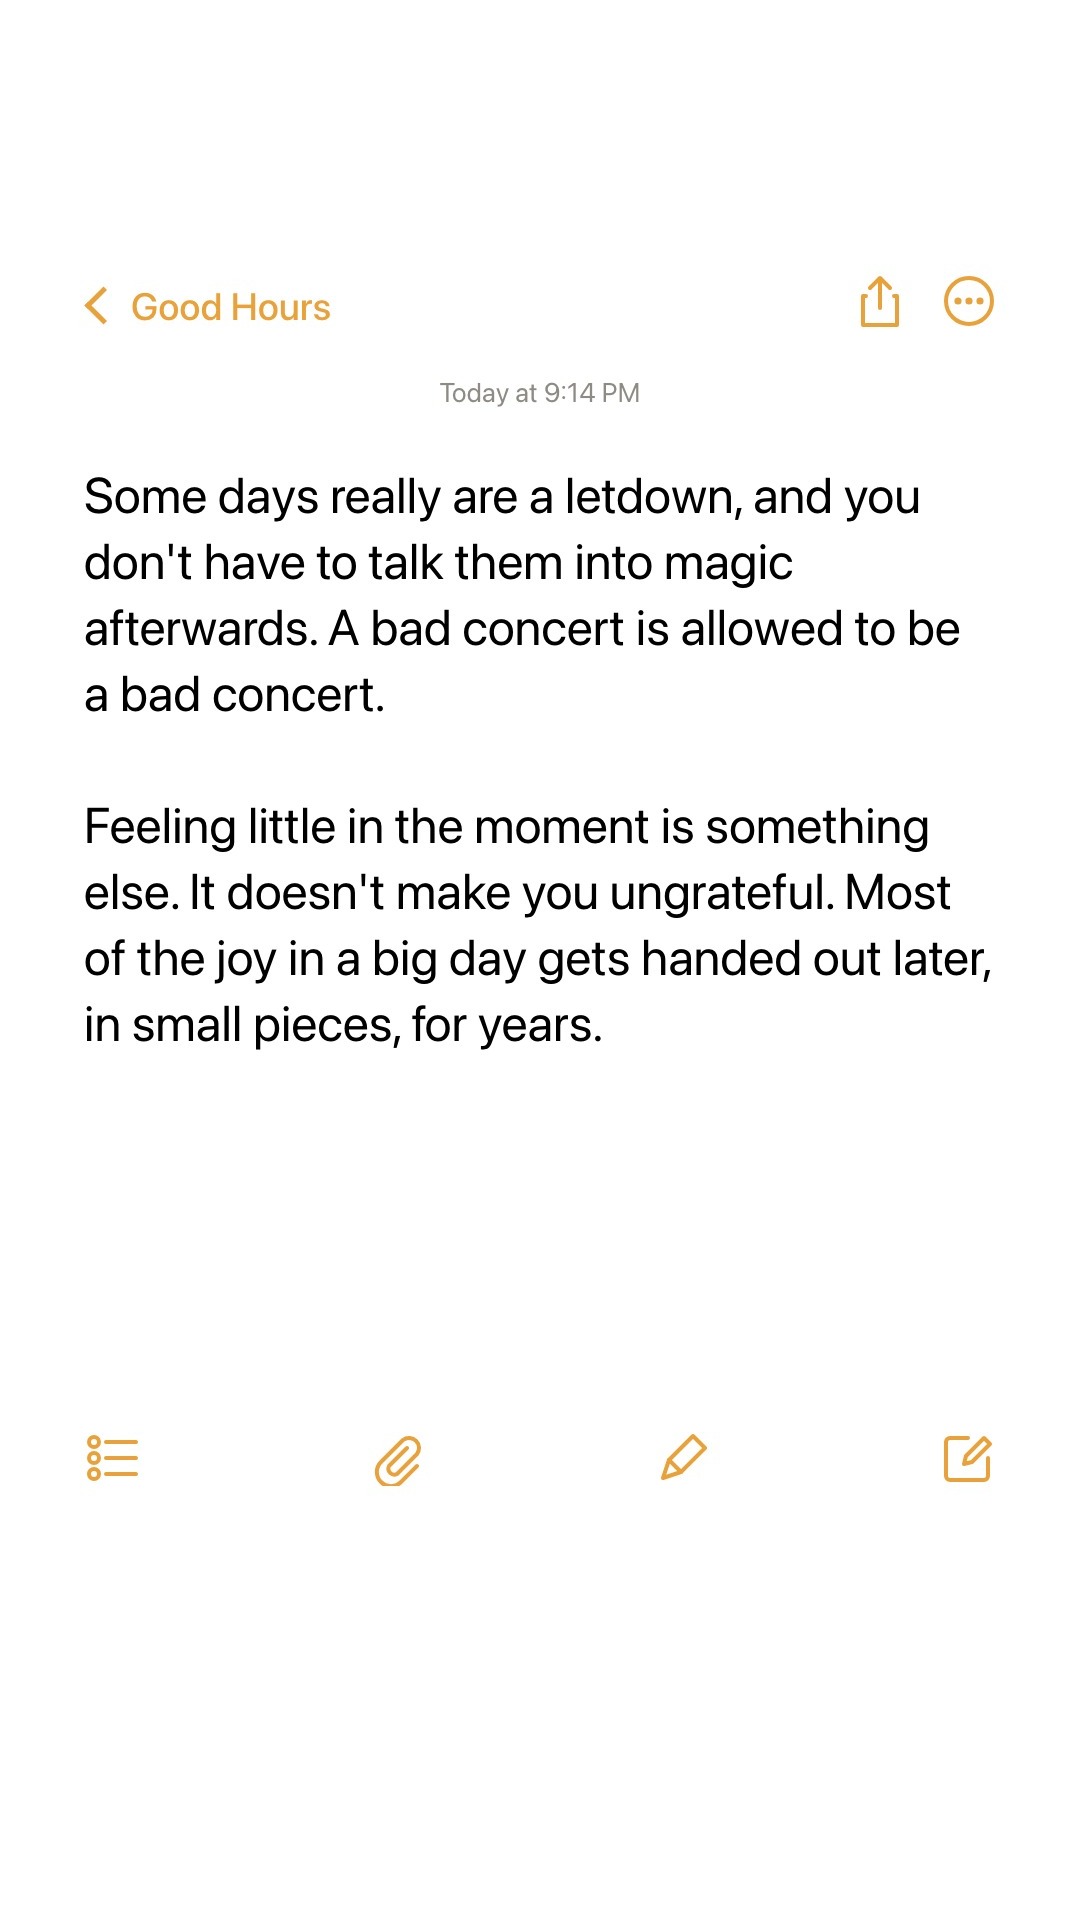 Good Hours
Today at 9:14 PM
Some days really are a letdown, and you
don't have to talk them into magic
afterwards. A bad concert is allowed to be
a bad concert.
Feeling little in the moment is something
else. It doesn't make you ungrateful. Most
of the joy in a big day gets handed out later,
in small pieces, for years.